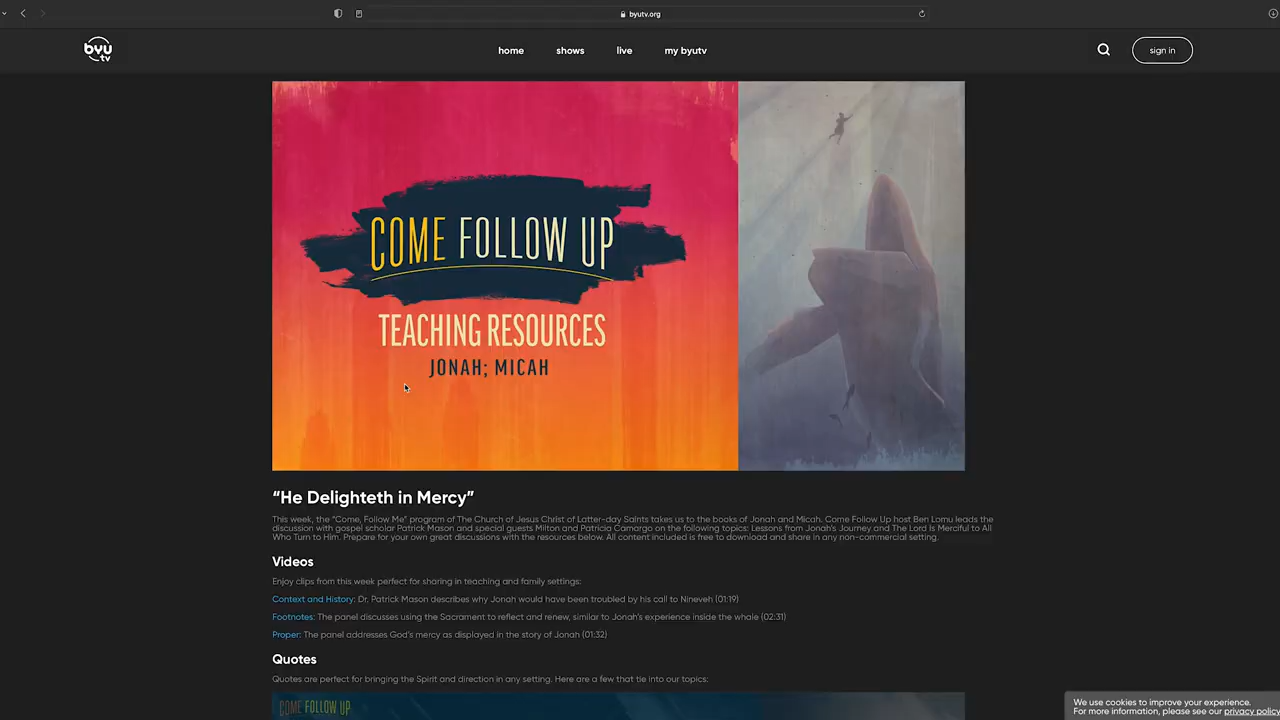 byutv.org
byu
tv
home
shows
live
my byutv
sign in
COME FOLLOW UP
TEACHING RESOURCES
JONAH; MICAH
“He Delighteth in Mercy”
This week, the “Come, Follow Me” program of The Church of Jesus Christ of Latter-day Saints takes us to the books of Jonah and Micah. Come Follow Up host Ben Lomu leads the
discussion with gospel scholar Patrick Mason and special guests Milton and Patricia Camargo on the following topics: Lessons from Jonah’s Journey and The Lord Is Merciful to All
Who Turn to Him. Prepare for your own great discussions with the resources below. All content included is free to download and share in any non-commercial setting.
Videos
Enjoy clips from this week perfect for sharing in teaching and family settings:
Context and History: Dr. Patrick Mason describes why Jonah would have been troubled by his call to Nineveh (01:19)
Footnotes: The panel discusses using the Sacrament to reflect and renew, similar to Jonah’s experience inside the whale (02:31)
Proper: The panel addresses God’s mercy as displayed in the story of Jonah (01:32)
Quotes
Quotes are perfect for bringing the Spirit and direction in any setting. Here are a few that tie into our topics:
COME FOLLOW UP
We use cookies to improve your experience.
For more information, please see our privacy policy